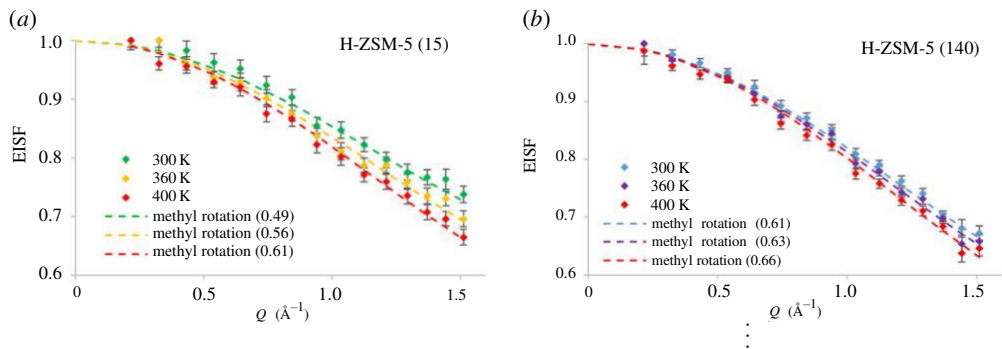 (a)
H-ZSM-5 (15)
1.0
0.9
0.8
0.7
0.6
EISF
300 K
360 K
400 K
methyl rotation (0.49)
methyl rotation (0.56)
methyl rotation (0.61)
0
0.5
1.0
1.5
Q (Å⁻¹)
(b)
H-ZSM-5 (140)
1.0
0.9
0.8
0.7
0.6
EISF
300 K
360 K
400 K
methyl rotation (0.61)
methyl rotation (0.63)
methyl rotation (0.66)
0
0.5
1.0
1.5
Q (Å⁻¹)